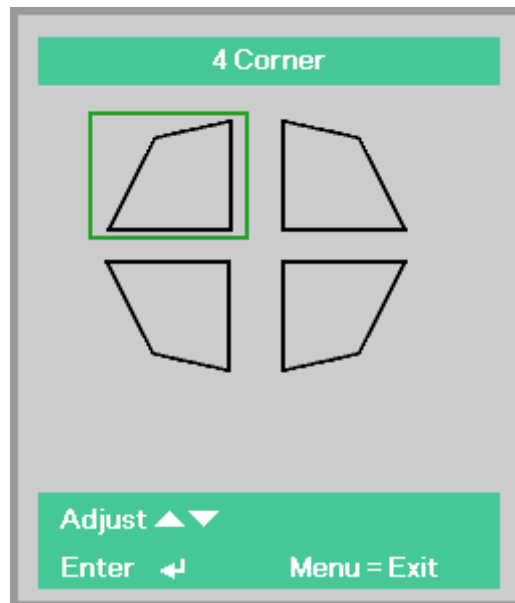 4 Corner
Adjust ▲▼
Enter ↵ Menu = Exit